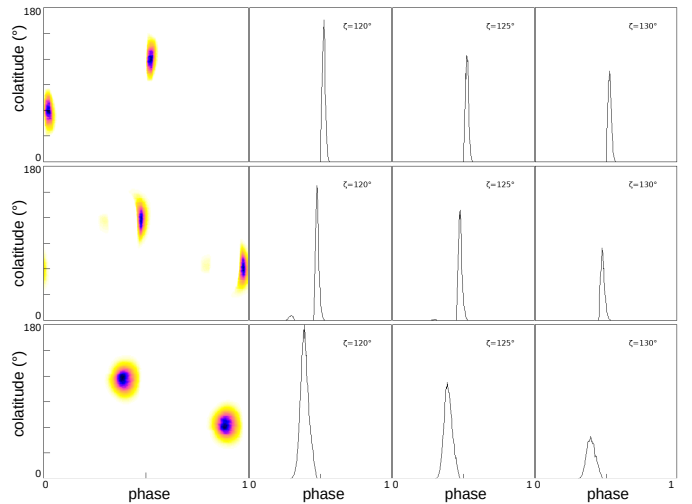 180
colatitude (°)
0
ζ=120°
ζ=125°
ζ=130°
180
colatitude (°)
0
ζ=120°
ζ=125°
ζ=130°
180
colatitude (°)
0
ζ=120°
ζ=125°
ζ=130°
0 1 0 1 0 1 0 1
phase phase phase phase